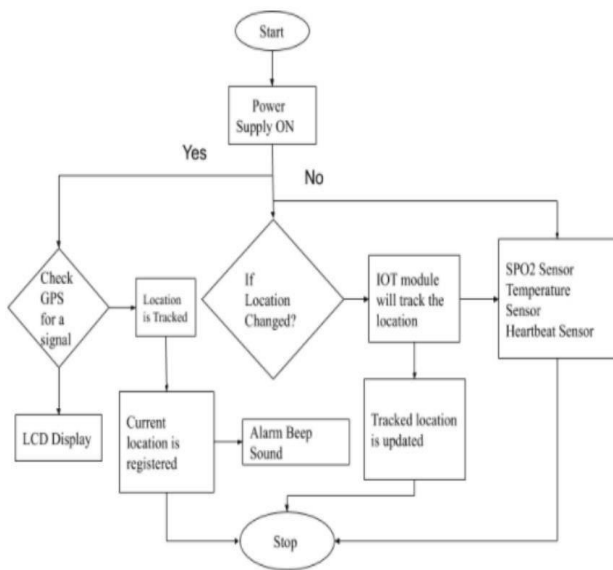 Start
Power
Supply ON
Yes
No
Check
GPS
for a
signal
Location
is Tracked
If
Location
Changed?
IOT module
will track the
location
SPO2 Sensor
Temperature
Sensor
Heartbeat Sensor
LCD Display
Current
location is
registered
Alarm Beep
Sound
Tracked location
is updated
Stop